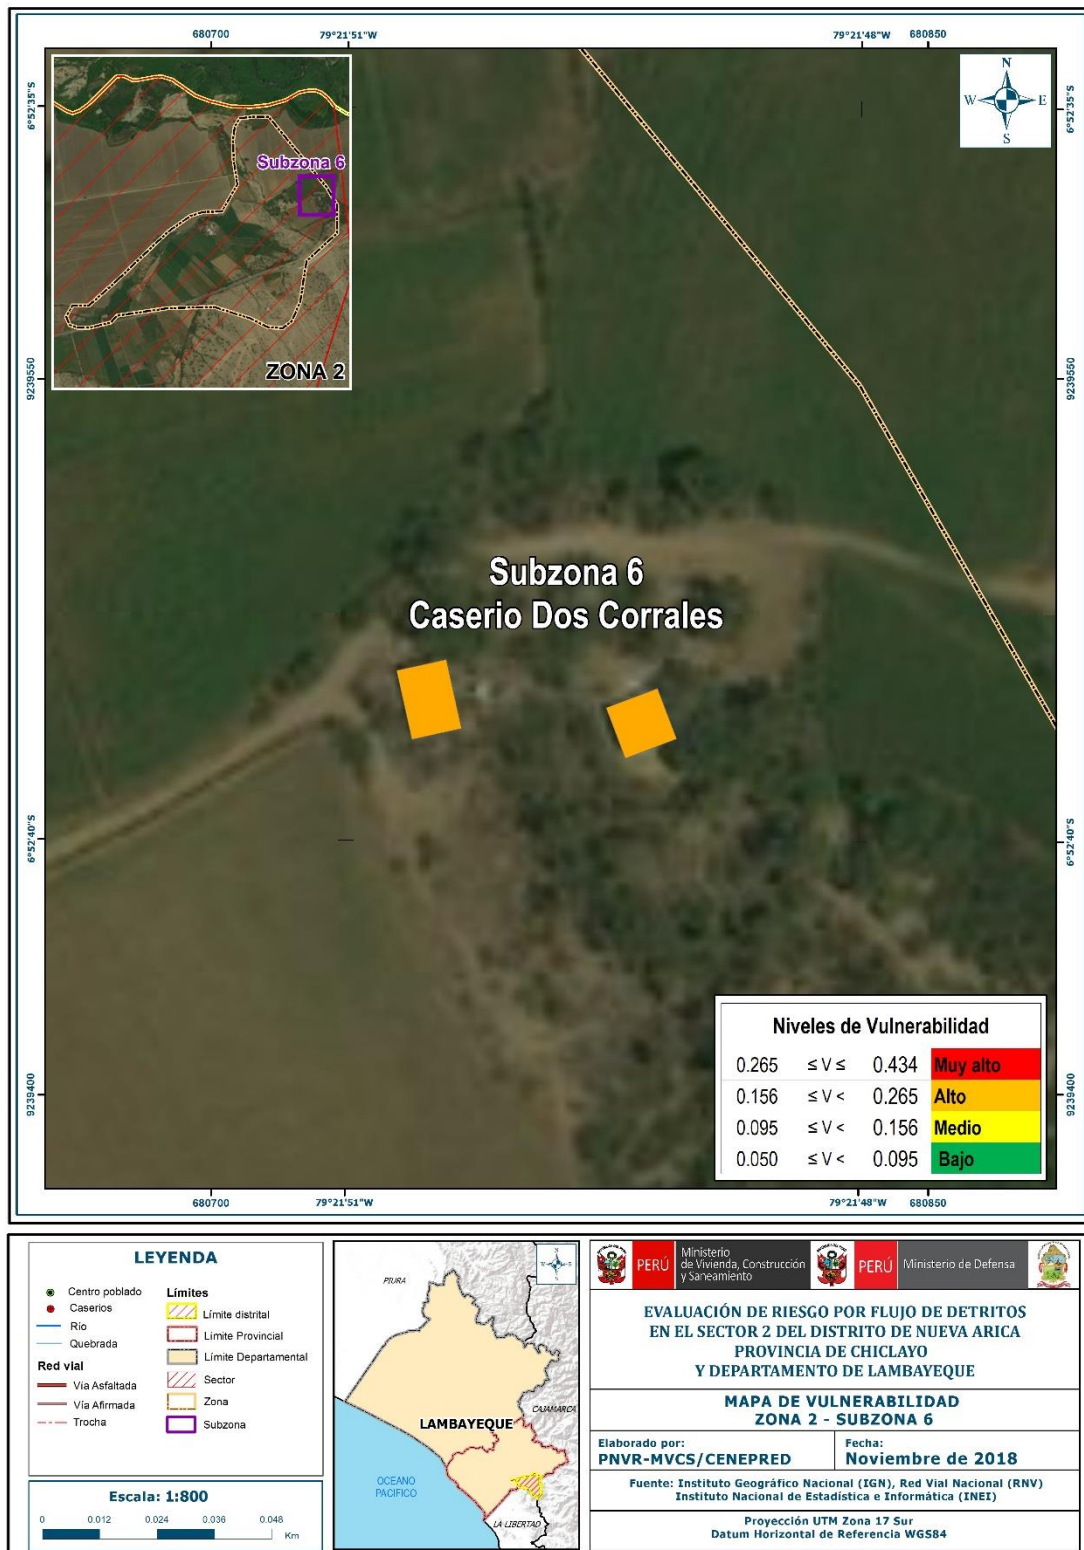 680700
79°21'51"W
79°21'48"W
680850
6°52'35"S
6°52'35"S
N
W
E
S
Subzona 6
ZONA 2
9239550
9239550
Subzona 6
Caserio Dos Corrales
6°52'40"S
6°52'40"S
9239400
9239400
Niveles de Vulnerabilidad
0.265 ≤ V ≤ 0.434 Muy alto
0.156 ≤ V < 0.265 Alto
0.095 ≤ V < 0.156 Medio
0.050 ≤ V < 0.095 Bajo
680700
79°21'51"W
79°21'48"W
680850
LEYENDA
Centro poblado
Caserios
Río
Quebrada
Red vial
Vía Asfaltada
Vía Afirmada
Trocha
Límites
Límite distrital
Limite Provincial
Límite Departamental
Sector
Zona
Subzona
Escala: 1:800
0 0.012 0.024 0.036 0.048
Km
PIURA
CAJAMARCA
LAMBAYEQUE
OCEANO
PACIFICO
LA LIBERTAD
PERÚ
Ministerio
de Vivienda, Construcción
y Saneamiento
PERÚ
Ministerio de Defensa
EVALUACIÓN DE RIESGO POR FLUJO DE DETRITOS
EN EL SECTOR 2 DEL DISTRITO DE NUEVA ARICA
PROVINCIA DE CHICLAYO
Y DEPARTAMENTO DE LAMBAYEQUE
MAPA DE VULNERABILIDAD
ZONA 2 - SUBZONA 6
Elaborado por:
PNVR-MVCS/CENEPRED
Fecha:
Noviembre de 2018
Fuente: Instituto Geográfico Nacional (IGN), Red Vial Nacional (RNV)
Instituto Nacional de Estadística e Informática (INEI)
Proyección UTM Zona 17 Sur
Datum Horizontal de Referencia WGS84